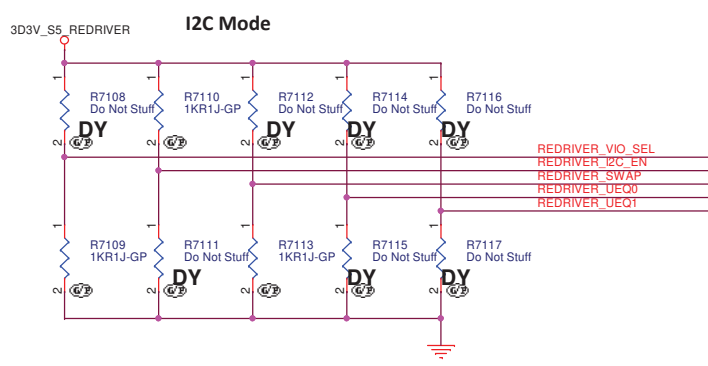 I2C Mode
3D3V_S5_REDRIVER
1
1
1
1
1
R7108
Do Not Stuff
R7110
1KR1J-GP
R7112
Do Not Stuff
R7114
Do Not Stuff
R7116
Do Not Stuff
DY
DY
DY
DY
2
2
2
2
2
REDRIVER_VIO_SEL
REDRIVER_I2C_EN
REDRIVER_SWAP
REDRIVER_UEQ0
REDRIVER_UEQ1
1
1
1
1
1
R7109
1KR1J-GP
R7111
Do Not Stuff
R7113
1KR1J-GP
R7115
Do Not Stuff
R7117
Do Not Stuff
DY
DY
DY
2
2
2
2
2